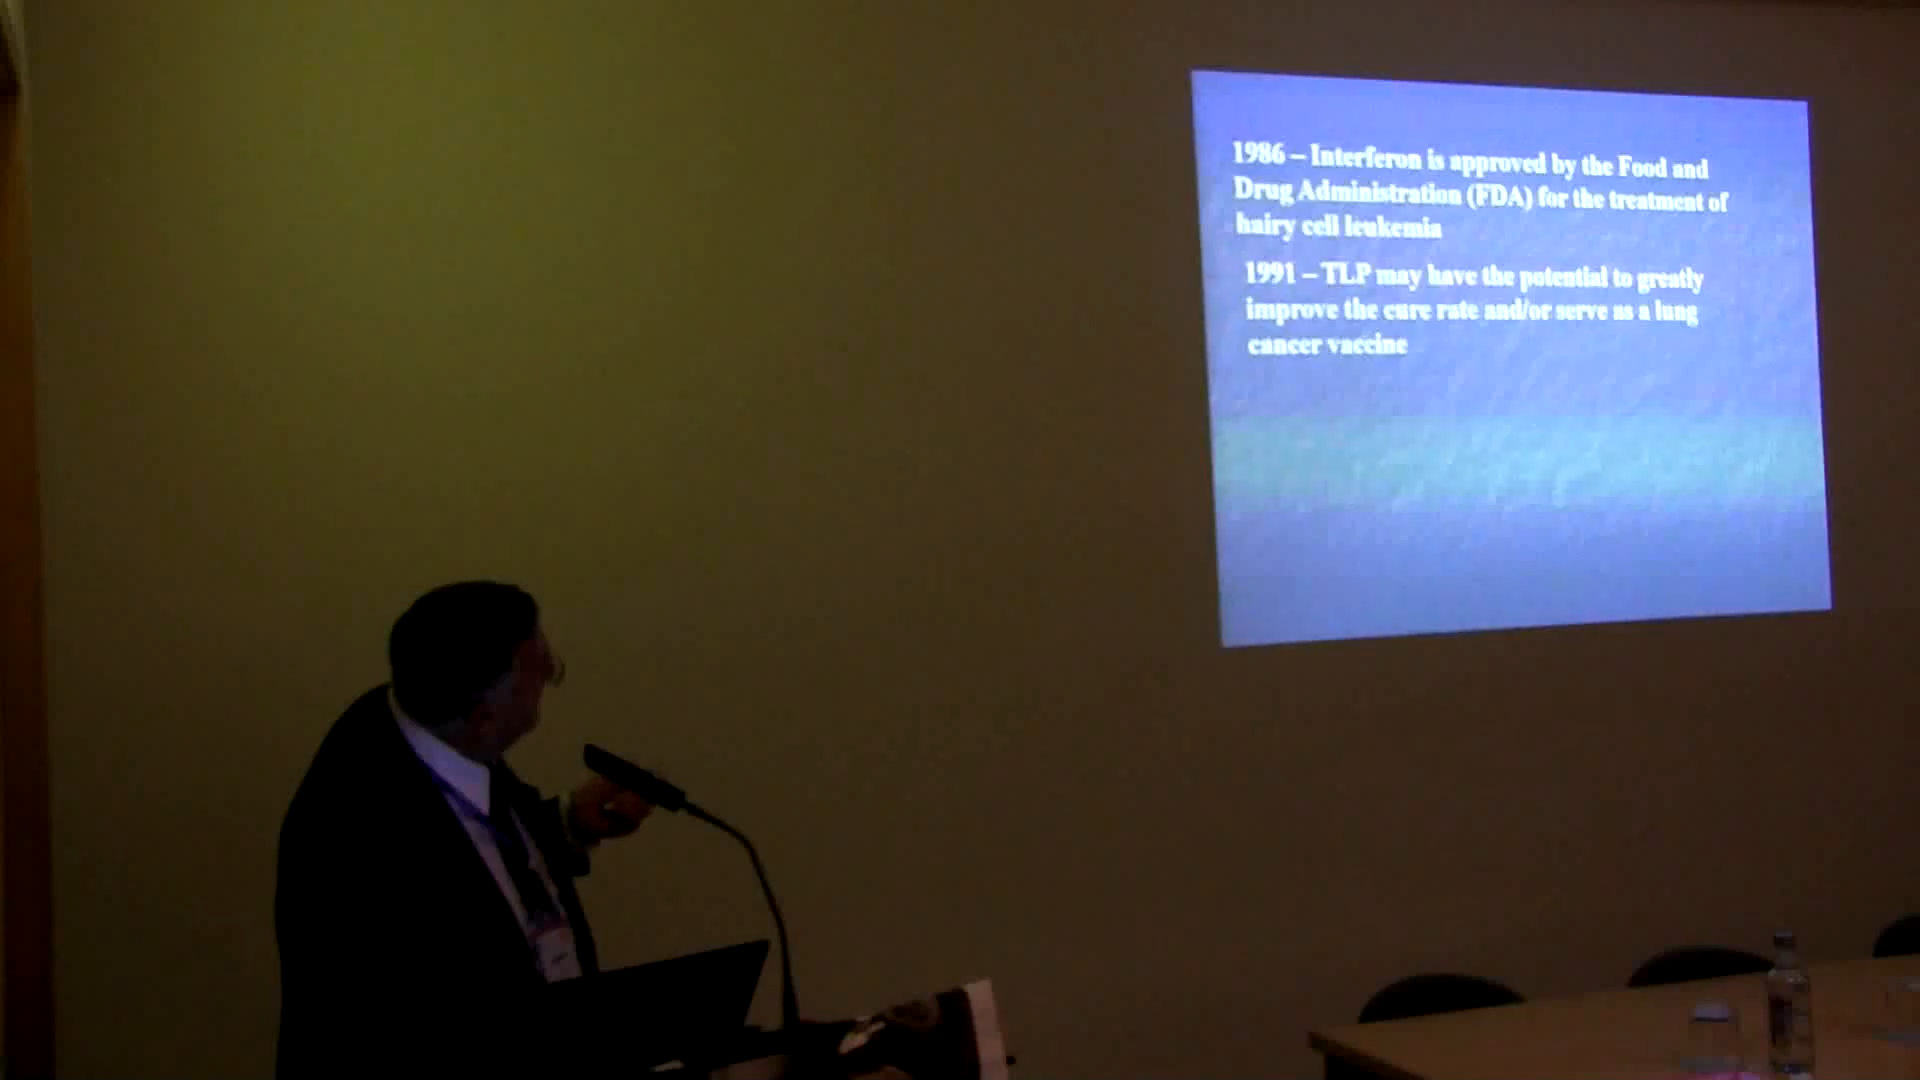 1986 – Interferon is approved by the Food and
Drug Administration (FDA) for the treatment of
hairy cell leukemia
1991 – TLP may have the potential to greatly
improve the cure rate and/or serve as a lung
cancer vaccine